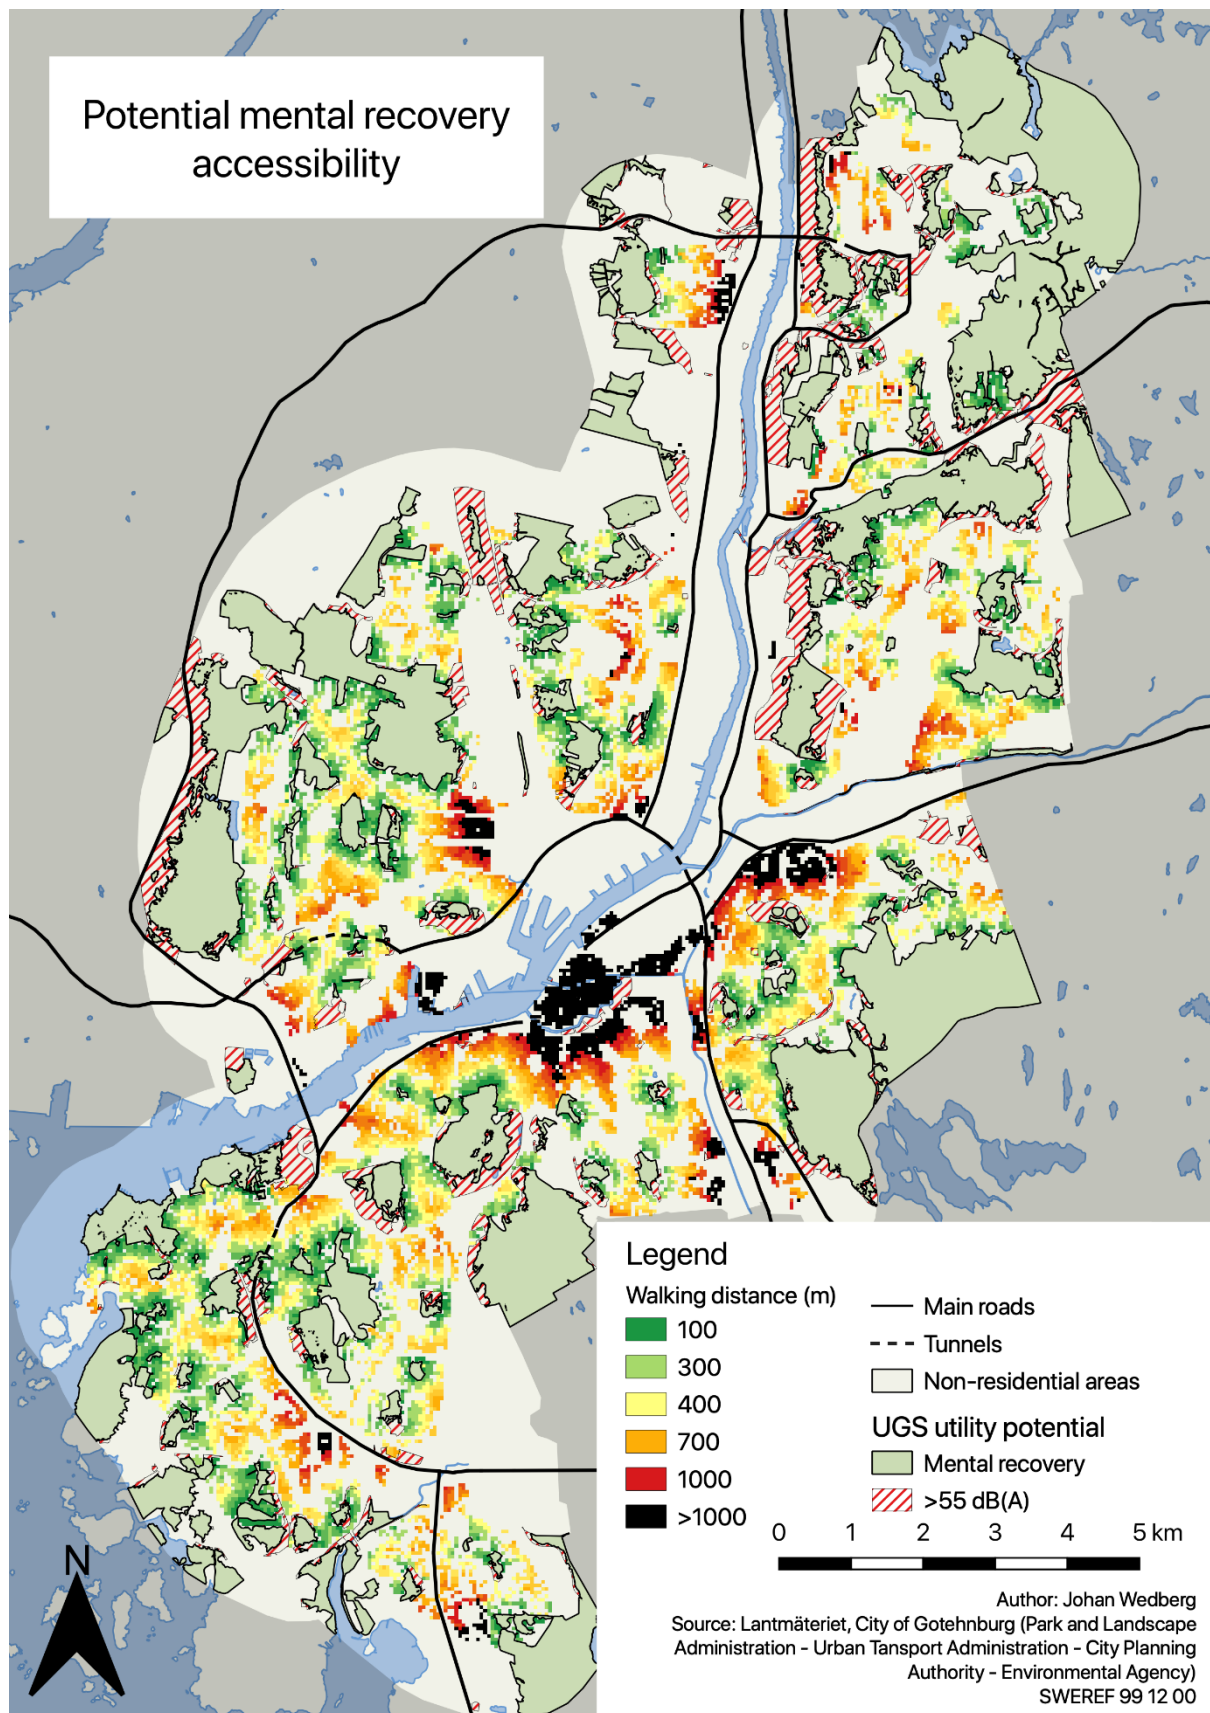 Potential mental recovery
accessibility
Legend
Walking distance (m)
100
300
400
700
1000
>1000
Main roads
Tunnels
Non-residential areas
UGS utility potential
Mental recovery
>55 dB(A)
0 1 2 3 4 5 km
N
Author: Johan Wedberg
Source: Lantmäteriet, City of Gotehnburg (Park and Landscape
Administration - Urban Tansport Administration - City Planning
Authority - Environmental Agency)
SWEREF 99 12 00